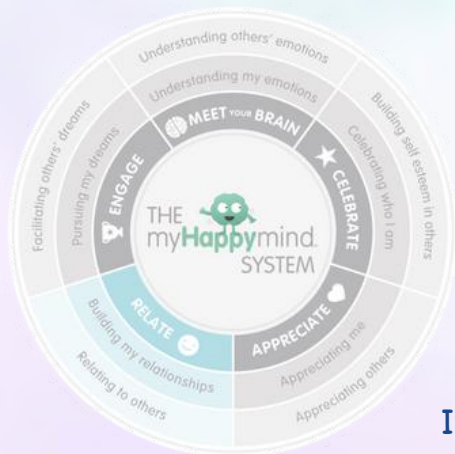 Understanding others' emotions
Understanding my emotions
MEET YOUR BRAIN
Building self esteem in others
Celebrating who I am
CELEBRATE
Appreciating others
Appreciating me
APPRECIATE
Relating to others
Building my relationships
RELATE
Facilitating others' dreams
Pursuing my dreams
ENGAGE
THE
myHappymind.
SYSTEM
I